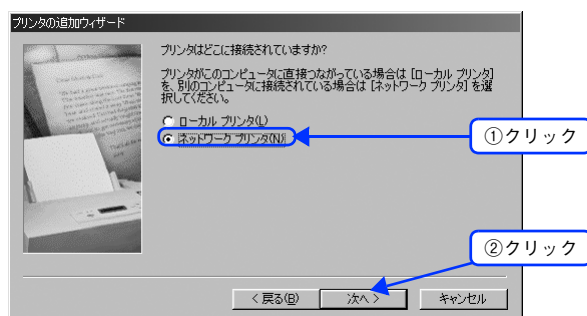 プリンタの追加ウィザード
プリンタはどこに接続されていますか?
プリンタがこのコンピュータに直接つながっている場合は [ローカル プリンタ]
を、別のコンピュータに接続されている場合は [ネットワーク プリンタ] を選
択してください。
ローカル プリンタ(L)
ネットワーク プリンタ(N)
①クリック
②クリック
< 戻る(B)
次へ >
キャンセル